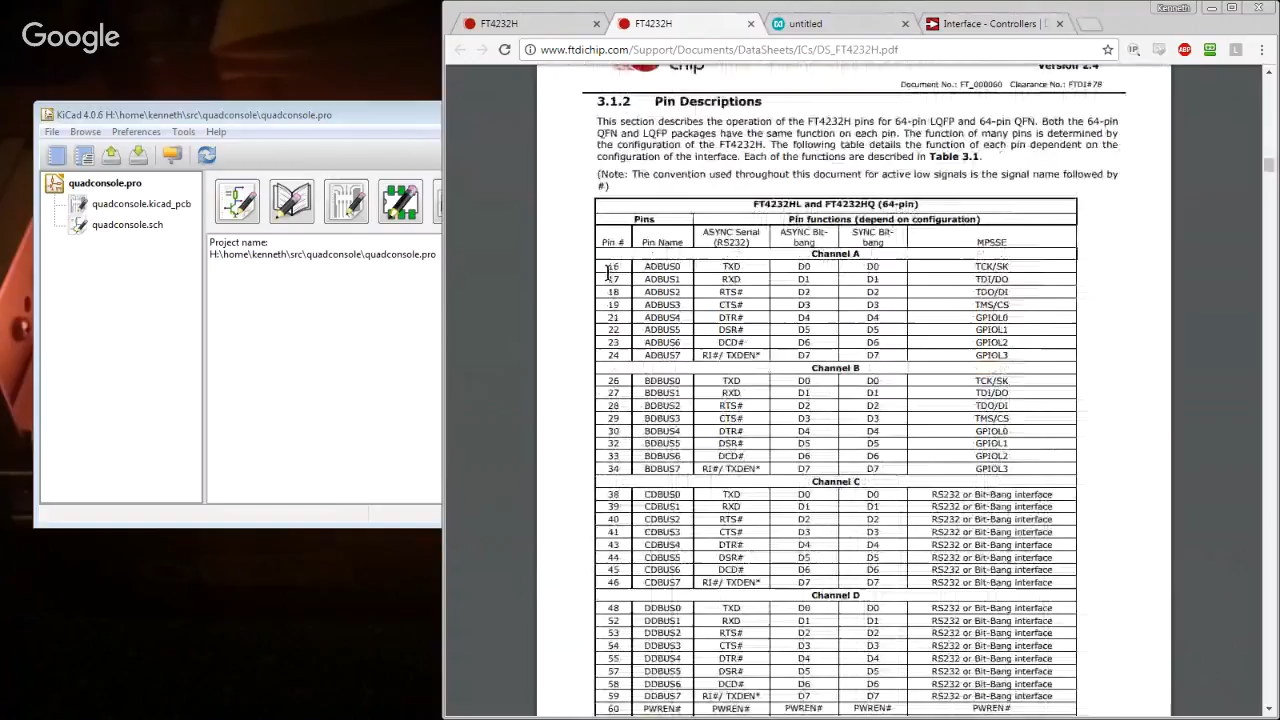 Google
KiCad 4.0.6 H:\home\kenneth\src\quadconsole\quadconsole.pro
File Browse Preferences Tools Help
quadconsole.pro
quadconsole.kicad_pcb
quadconsole.sch
Project name:
H:\home\kenneth\src\quadconsole\quadconsole.pro
Kenneth
FT4232H
FT4232H
untitled
Interface - Controllers |
www.ftdichip.com/Support/Documents/DataSheets/ICs/DS_FT4232H.pdf
Chip
Version 2.4
Document No.: FT_000060 Clearance No.: FTDI#78
3.1.2 Pin Descriptions
This section describes the operation of the FT4232H pins for 64-pin LQFP and 64-pin QFN. Both the 64-pin
QFN and LQFP packages have the same function on each pin. The function of many pins is determined by
the configuration of the FT4232H. The following table details the function of each pin dependent on the
configuration of the interface. Each of the functions are described in Table 3.1.
(Note: The convention used throughout this document for active low signals is the signal name followed by
#)
FT4232HL and FT4232HQ (64-pin)
Pins Pin functions (depend on configuration)
Pin # Pin Name ASYNC Serial (RS232) ASYNC Bit-bang SYNC Bit-bang MPSSE
Channel A
16 ADBUS0 TXD D0 D0 TCK/SK
17 ADBUS1 RXD D1 D1 TDI/DO
18 ADBUS2 RTS# D2 D2 TDO/DI
19 ADBUS3 CTS# D3 D3 TMS/CS
21 ADBUS4 DTR# D4 D4 GPIOL0
22 ADBUS5 DSR# D5 D5 GPIOL1
23 ADBUS6 DCD# D6 D6 GPIOL2
24 ADBUS7 RI#/ TXDEN* D7 D7 GPIOL3
Channel B
26 BDBUS0 TXD D0 D0 TCK/SK
27 BDBUS1 RXD D1 D1 TDI/DO
28 BDBUS2 RTS# D2 D2 TDO/DI
29 BDBUS3 CTS# D3 D3 TMS/CS
30 BDBUS4 DTR# D4 D4 GPIOL0
32 BDBUS5 DSR# D5 D5 GPIOL1
33 BDBUS6 DCD# D6 D6 GPIOL2
34 BDBUS7 RI#/ TXDEN* D7 D7 GPIOL3
Channel C
38 CDBUS0 TXD D0 D0 RS232 or Bit-Bang interface
39 CDBUS1 RXD D1 D1 RS232 or Bit-Bang interface
40 CDBUS2 RTS# D2 D2 RS232 or Bit-Bang interface
41 CDBUS3 CTS# D3 D3 RS232 or Bit-Bang interface
43 CDBUS4 DTR# D4 D4 RS232 or Bit-Bang interface
44 CDBUS5 DSR# D5 D5 RS232 or Bit-Bang interface
45 CDBUS6 DCD# D6 D6 RS232 or Bit-Bang interface
46 CDBUS7 RI#/ TXDEN* D7 D7 RS232 or Bit-Bang interface
Channel D
48 DDBUS0 TXD D0 D0 RS232 or Bit-Bang interface
52 DDBUS1 RXD D1 D1 RS232 or Bit-Bang interface
53 DDBUS2 RTS# D2 D2 RS232 or Bit-Bang interface
54 DDBUS3 CTS# D3 D3 RS232 or Bit-Bang interface
55 DDBUS4 DTR# D4 D4 RS232 or Bit-Bang interface
57 DDBUS5 DSR# D5 D5 RS232 or Bit-Bang interface
58 DDBUS6 DCD# D6 D6 RS232 or Bit-Bang interface
59 DDBUS7 RI#/ TXDEN* D7 D7 RS232 or Bit-Bang interface
60 PWREN# PWREN# PWREN# PWREN# PWREN#